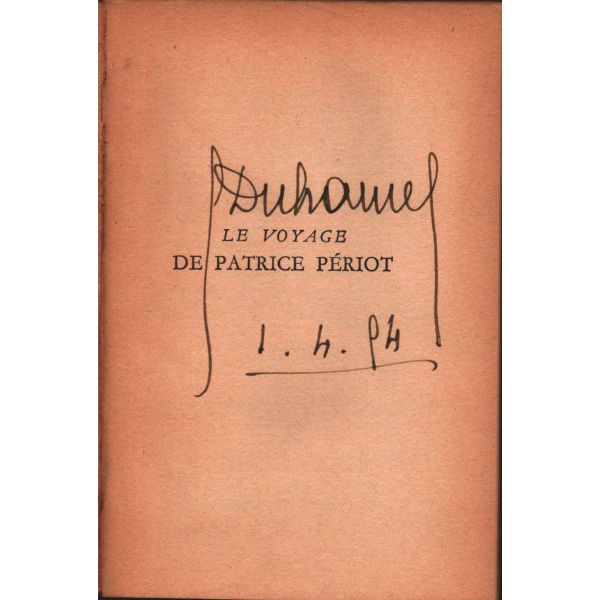 Duhamel
LE VOYAGE
DE PATRICE PÉRIOT
1.4.94